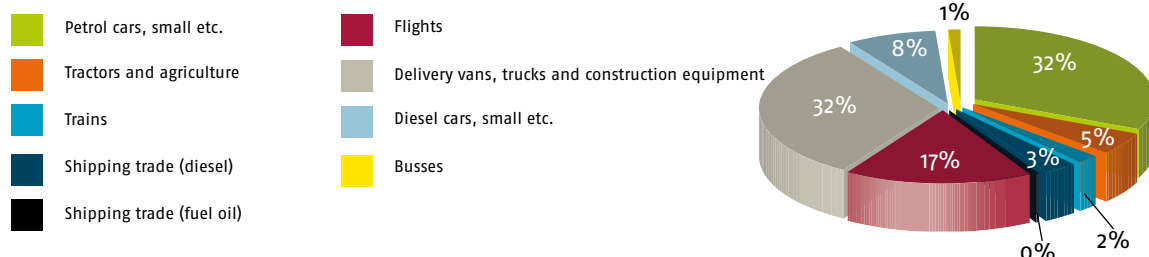 Petrol cars, small etc.
Tractors and agriculture
Trains
Shipping trade (diesel)
Shipping trade (fuel oil)
Flights
Delivery vans, trucks and construction equipment
Diesel cars, small etc.
Busses
1%
8%
32%
32%
5%
17%
3%
2%
0%